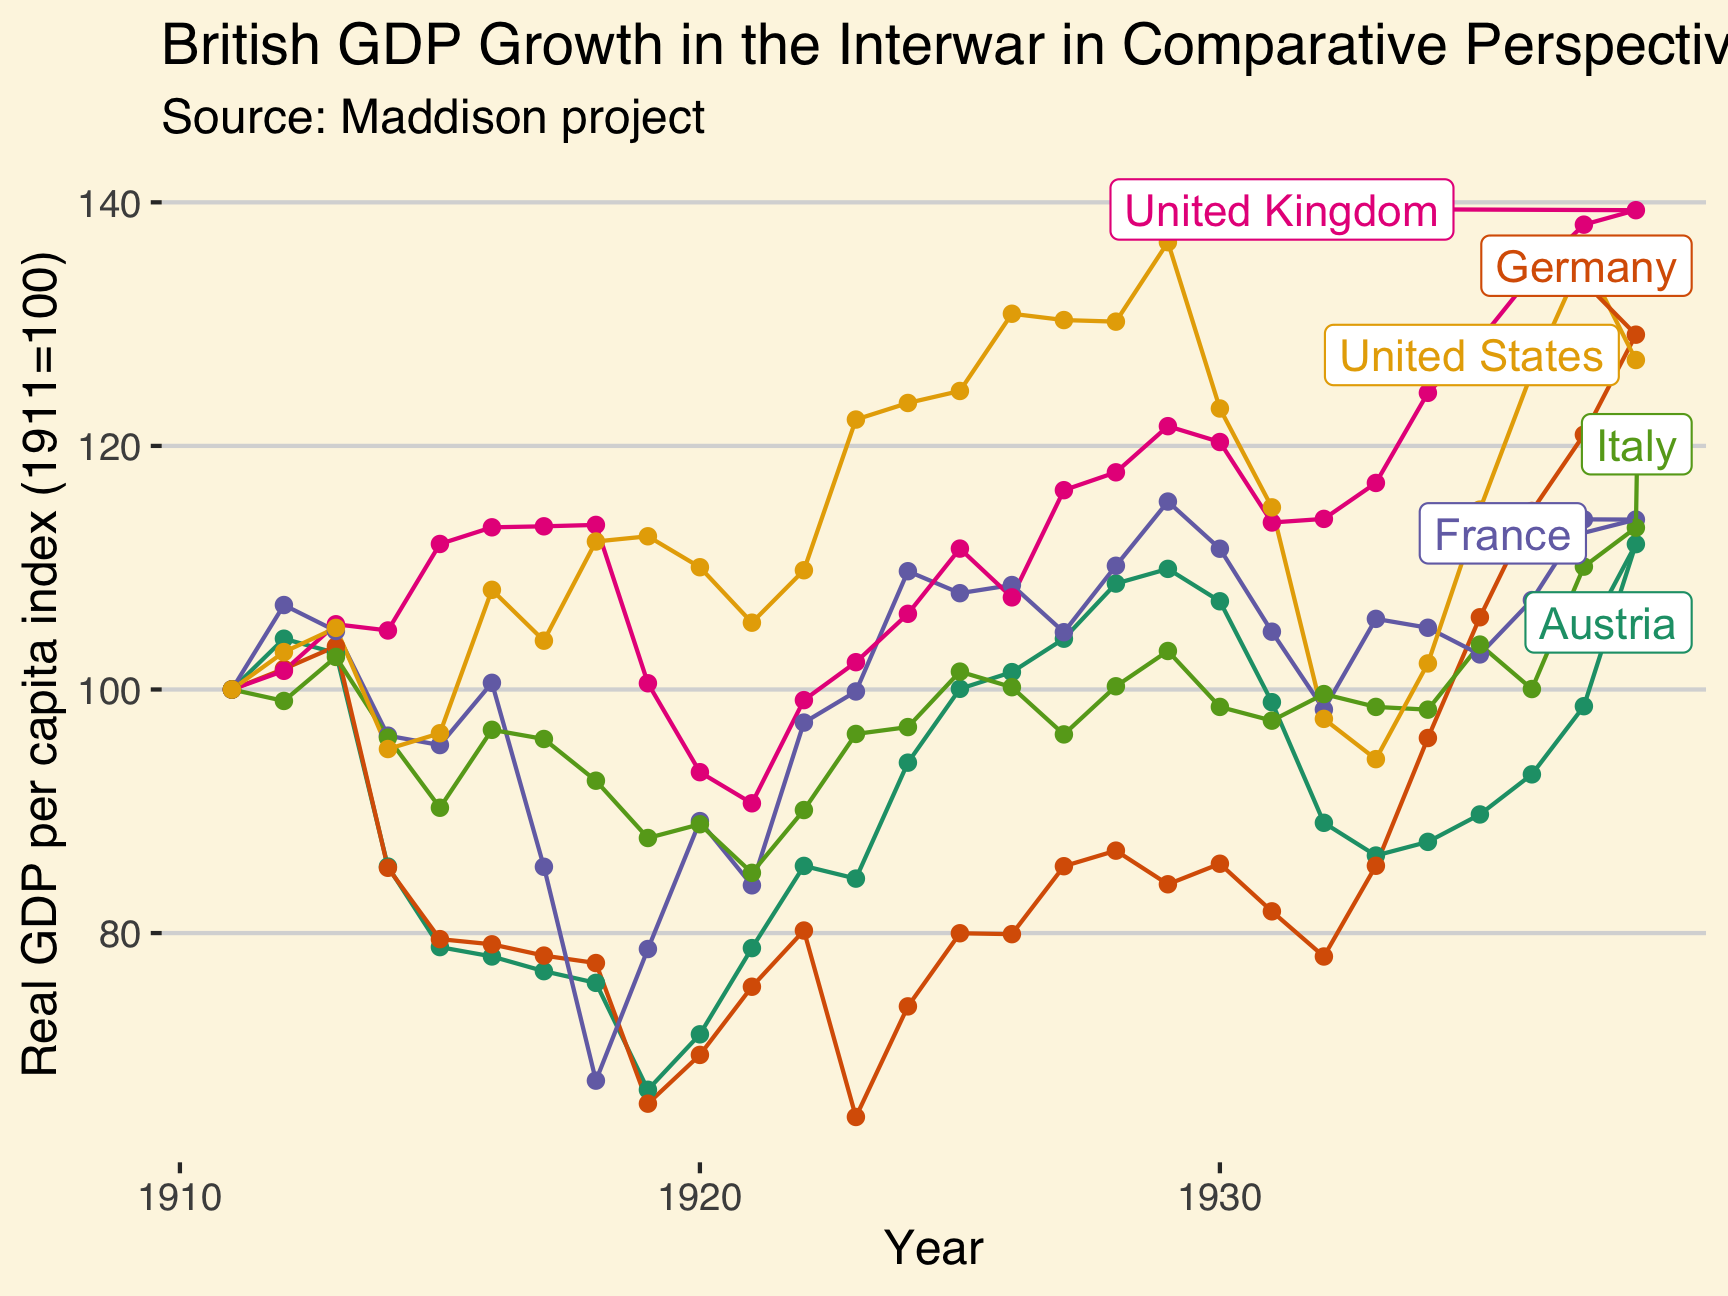 British GDP Growth in the Interwar in Comparative Perspectiv
Source: Maddison project
Real GDP per capita index (1911=100)
140
120
100
80
United Kingdom
Germany
United States
Italy
France
Austria
1910
1920
1930
Year